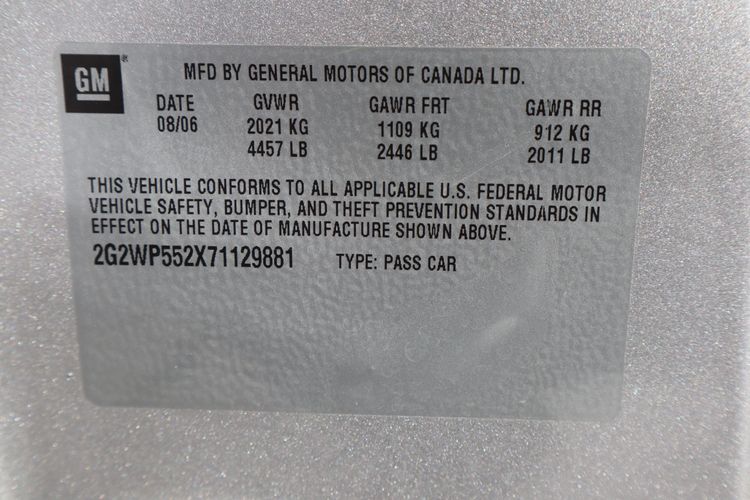 GM
MFD BY GENERAL MOTORS OF CANADA LTD.
DATE GVWR GAWR FRT GAWR RR
08/06 2021 KG 1109 KG 912 KG
4457 LB 2446 LB 2011 LB
THIS VEHICLE CONFORMS TO ALL APPLICABLE U.S. FEDERAL MOTOR
VEHICLE SAFETY, BUMPER, AND THEFT PREVENTION STANDARDS IN
EFFECT ON THE DATE OF MANUFACTURE SHOWN ABOVE.
2G2WP552X71129881 TYPE: PASS CAR